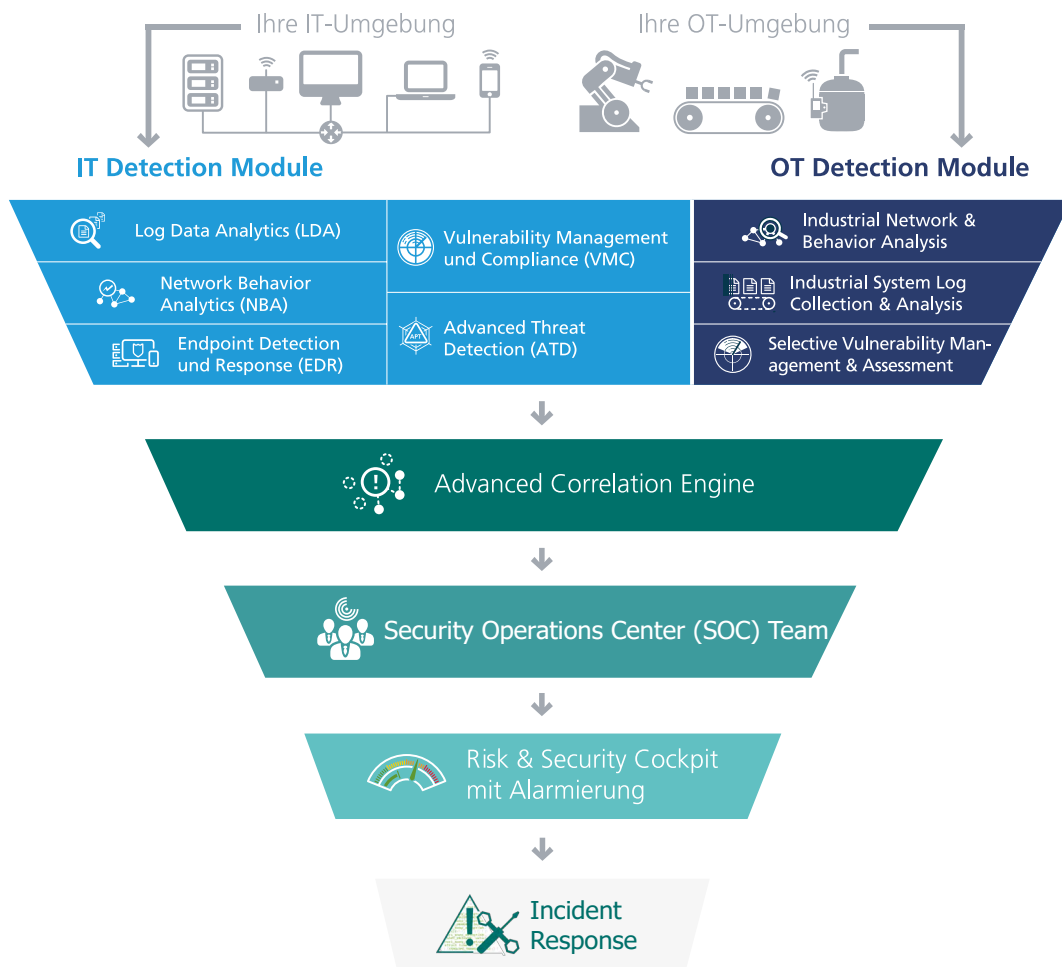 Ihre IT-Umgebung
Ihre OT-Umgebung
IT Detection Module
OT Detection Module
Log Data Analytics (LDA)
Network Behavior
Analytics (NBA)
Endpoint Detection
und Response (EDR)
Vulnerability Management
und Compliance (VMC)
APT
Advanced Threat
Detection (ATD)
Industrial Network &
Behavior Analysis
Industrial System Log
Collection & Analysis
Selective Vulnerability Man-
agement & Assessment
Advanced Correlation Engine
Security Operations Center (SOC) Team
Risk & Security Cockpit
mit Alarmierung
Incident
Response